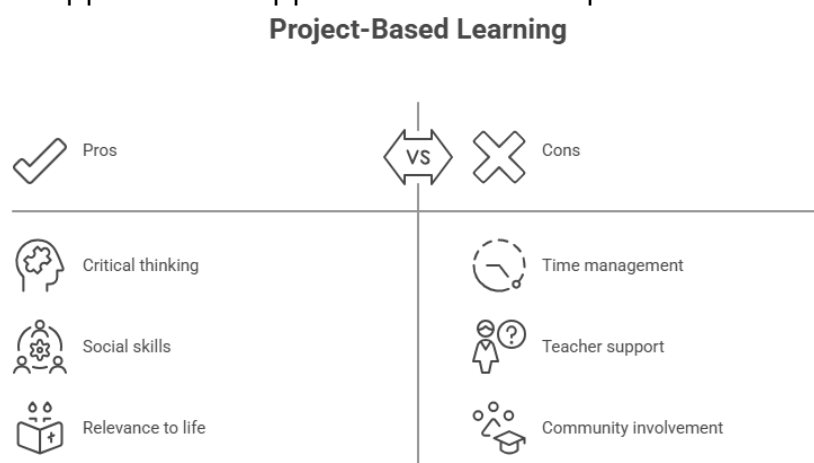 Project-Based Learning
Pros
VS
Cons
Critical thinking
Time management
Social skills
Teacher support
Relevance to life
Community involvement